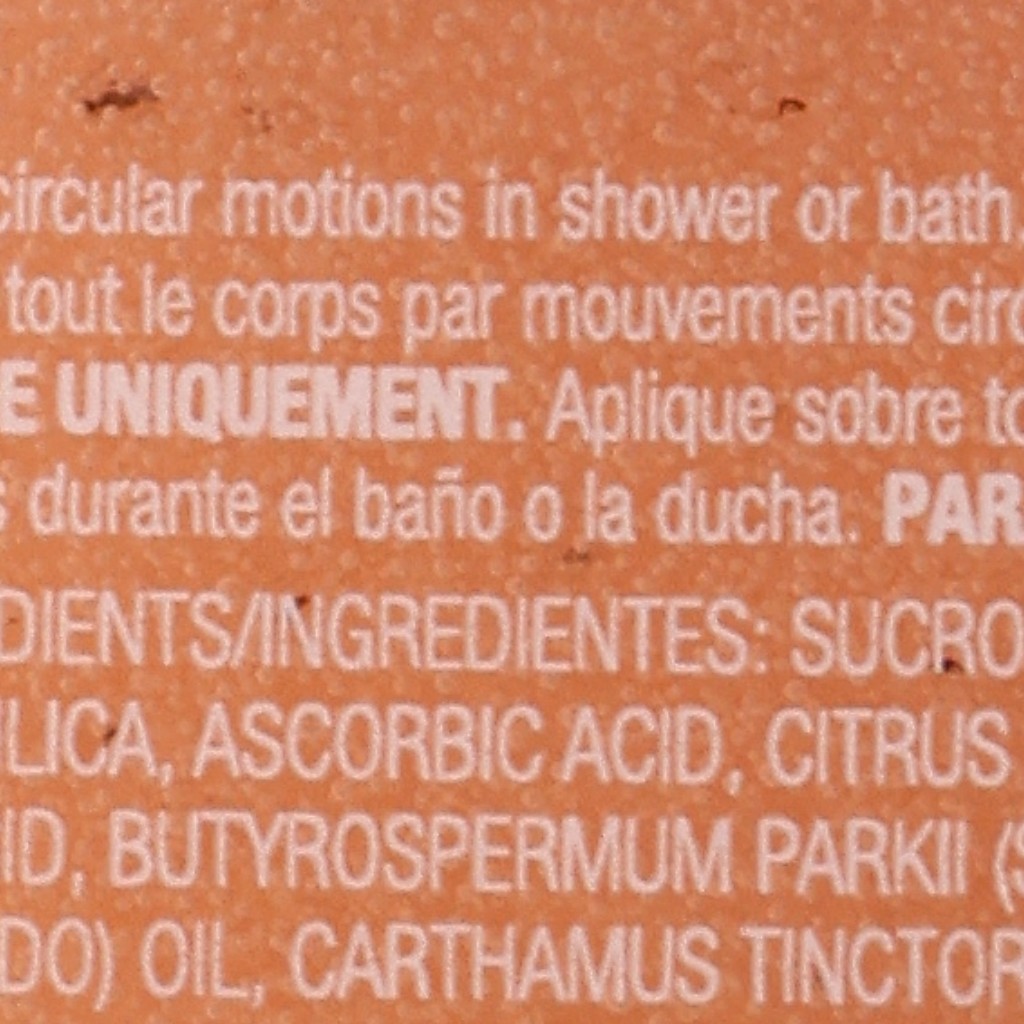 circular motions in shower or bath.
tout le corps par mouvements circ
E UNIQUEMENT. Aplique sobre to
s durante el baño o la ducha. PAR
DIENTS/INGREDIENTES: SUCRO
LICA, ASCORBIC ACID, CITRUS
ID, BUTYROSPERMUM PARKII (S
DO) OIL, CARTHAMUS TINCTOR